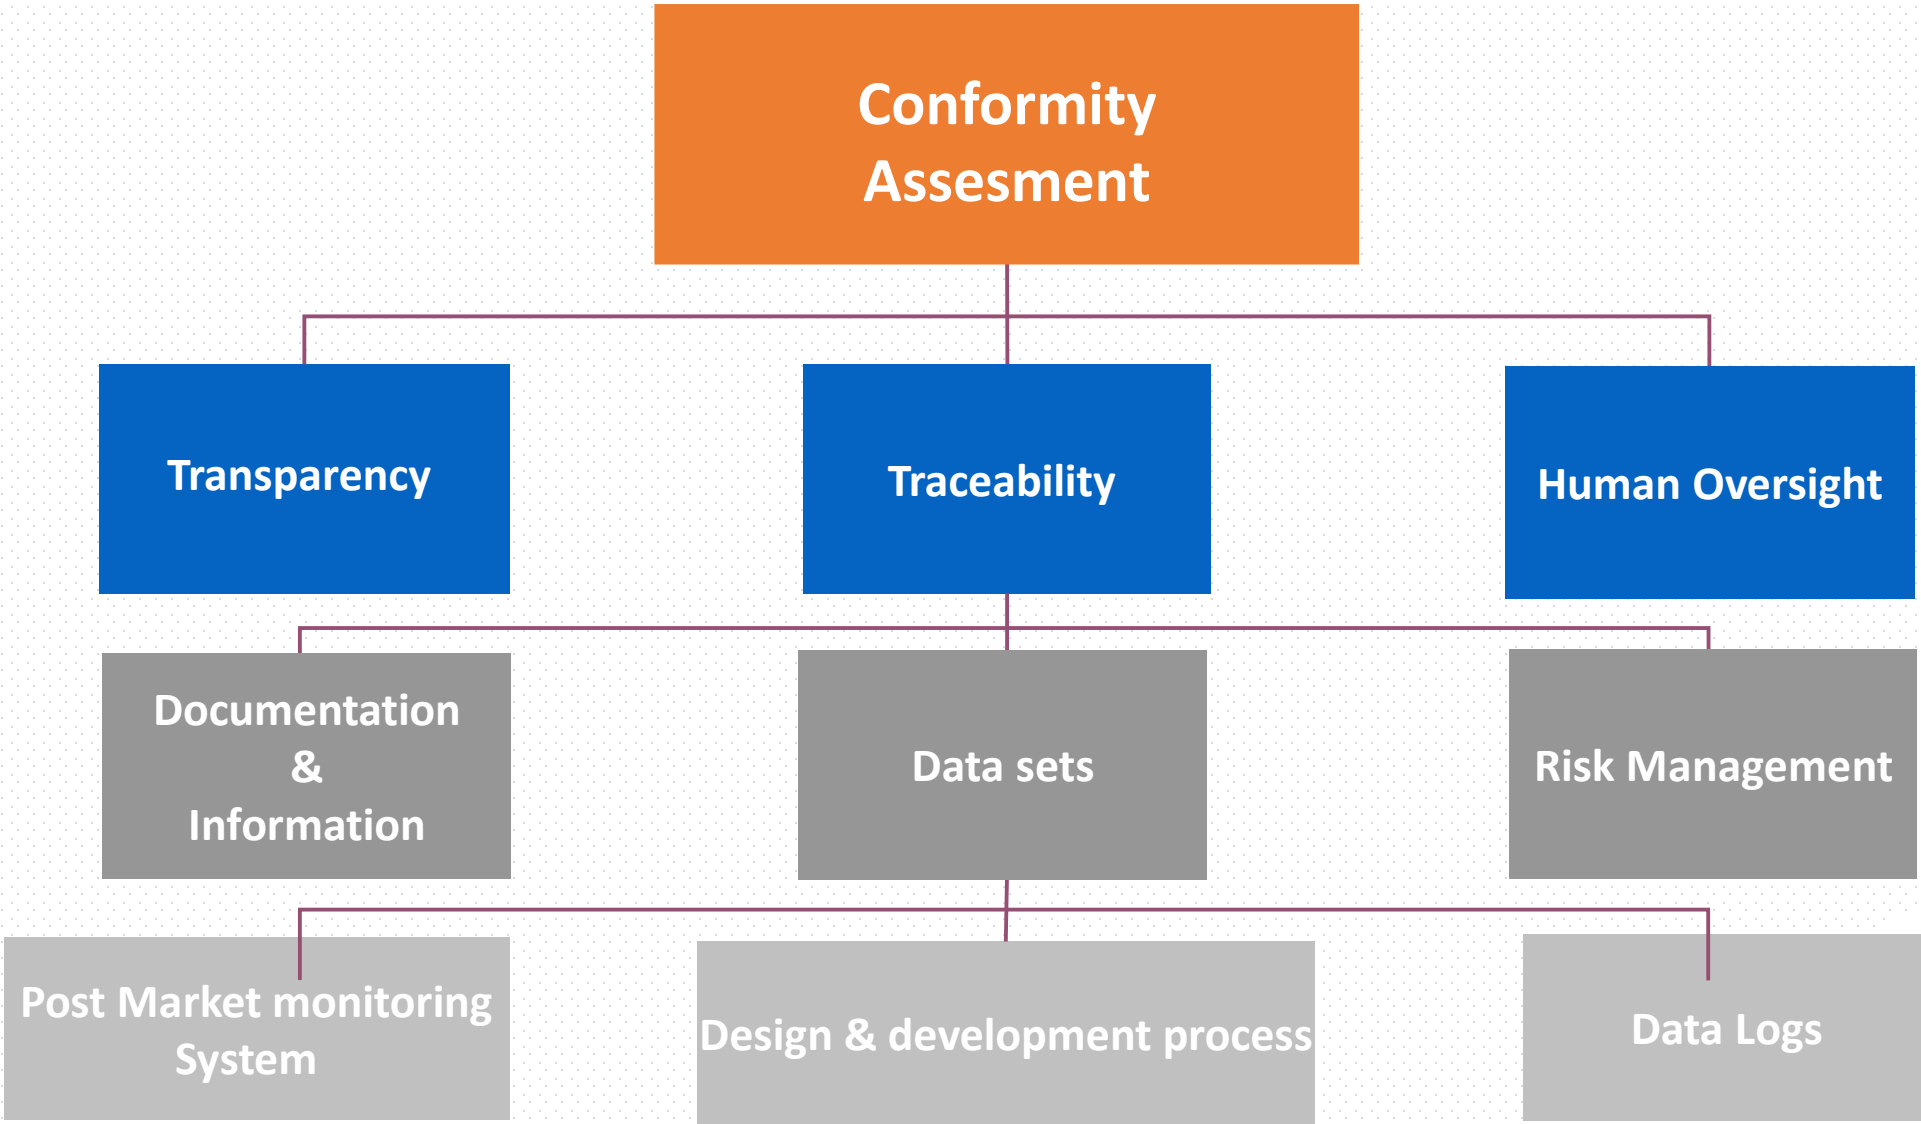 Conformity
Assesment
Transparency
Traceability
Human Oversight
Documentation
&
Information
Data sets
Risk Management
Post Market monitoring
System
Design & development process
Data Logs